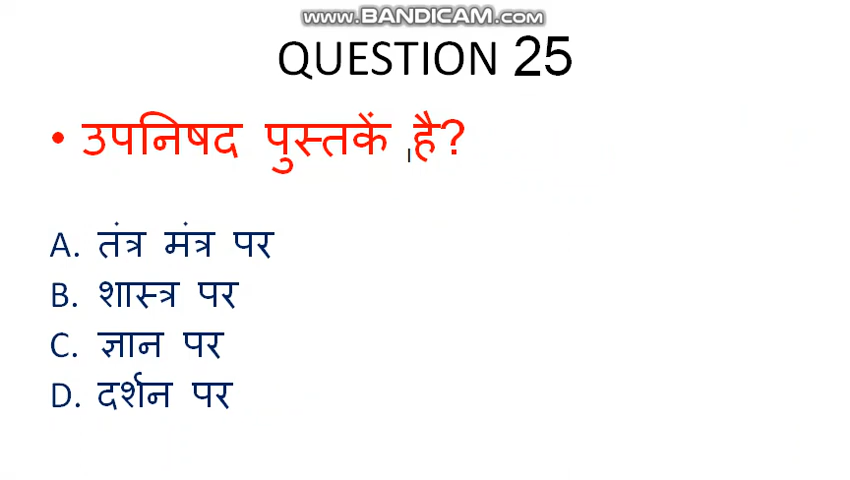 www.BANDICAM.com
QUESTION 25
• उपनिषद पुस्तकें है?
A. तंत्र मंत्र पर
B. शास्त्र पर
C. ज्ञान पर
D. दर्शन पर